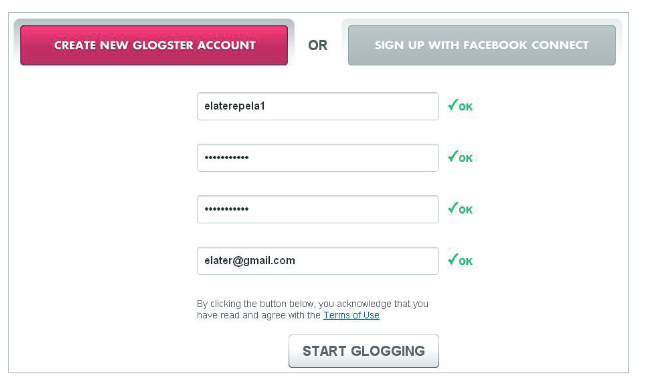 CREATE NEW GLOGSTER ACCOUNT OR SIGN UP WITH FACEBOOK CONNECT
elaterepela1 ✓OK
••••••••••• ✓OK
••••••••••• ✓OK
elater@gmail.com ✓OK
By clicking the button below, you acknowledge that you
have read and agree with the Terms of Use
START GLOGGING